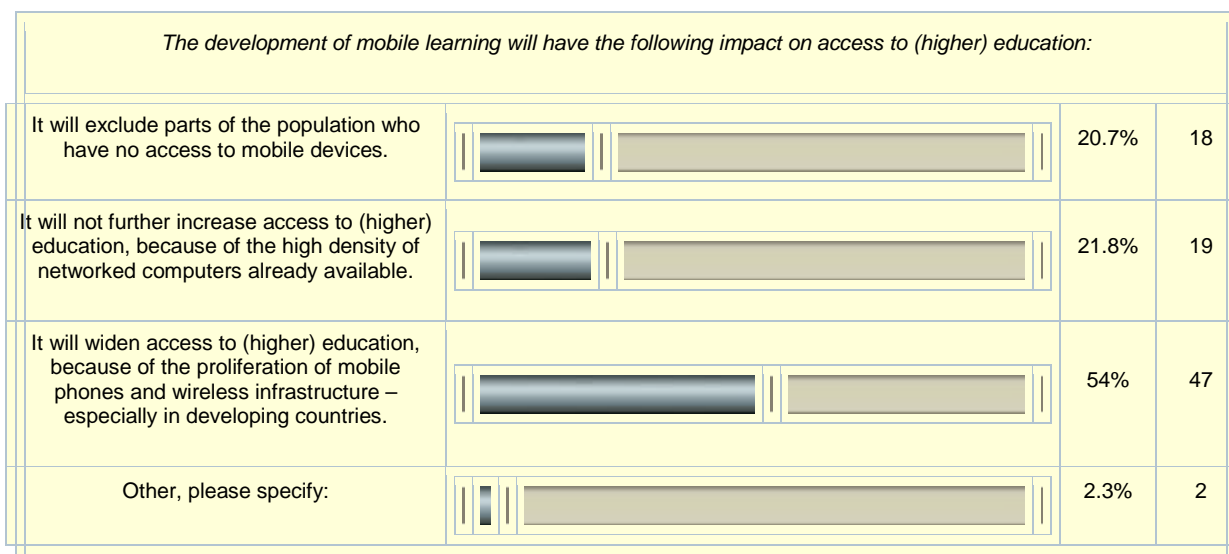 The development of mobile learning will have the following impact on access to (higher) education:
It will exclude parts of the population who
have no access to mobile devices.
20.7%
18
It will not further increase access to (higher)
education, because of the high density of
networked computers already available.
21.8%
19
It will widen access to (higher) education,
because of the proliferation of mobile
phones and wireless infrastructure –
especially in developing countries.
54%
47
Other, please specify:
2.3%
2